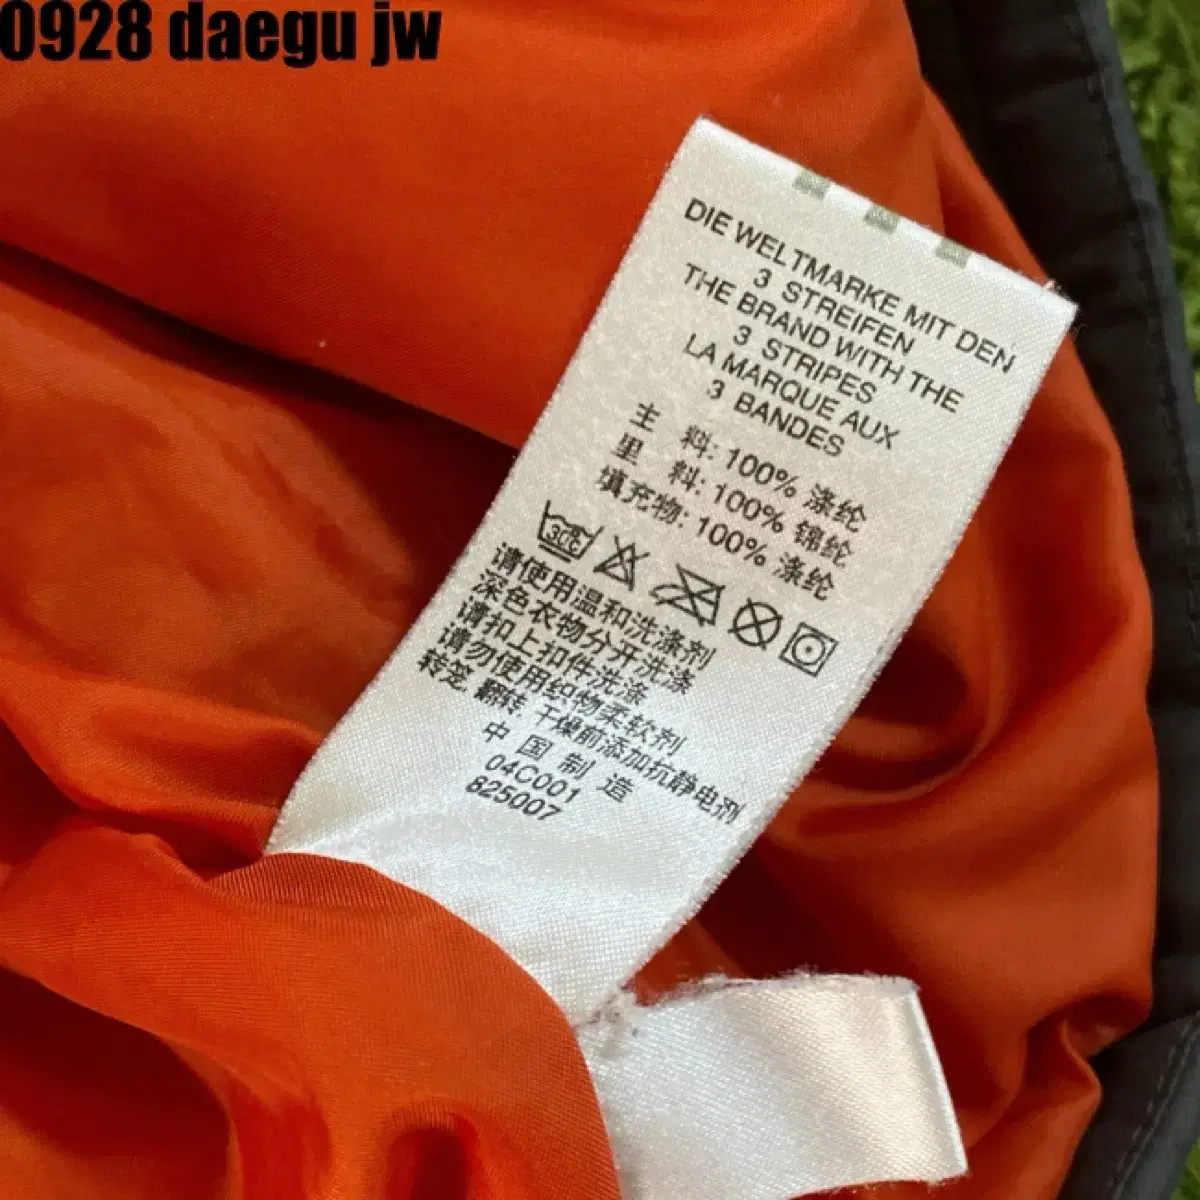 0928 daegu jw
DIE WELTMARKE MIT DEN
3 STREIFEN
THE BRAND WITH THE
3 STRIPES
LA MARQUE AUX
3 BANDES
主 料: 100% 涤纶
里 料: 100% 锦纶
填充物: 100% 涤纶
30°C
请使用温和洗涤剂
深色衣物分开洗涤
请扣上扣件洗涤
请勿使用织物柔软剂
转笼 翻转 干燥前添加抗静电剂
中 国 制 造
04C001
825007